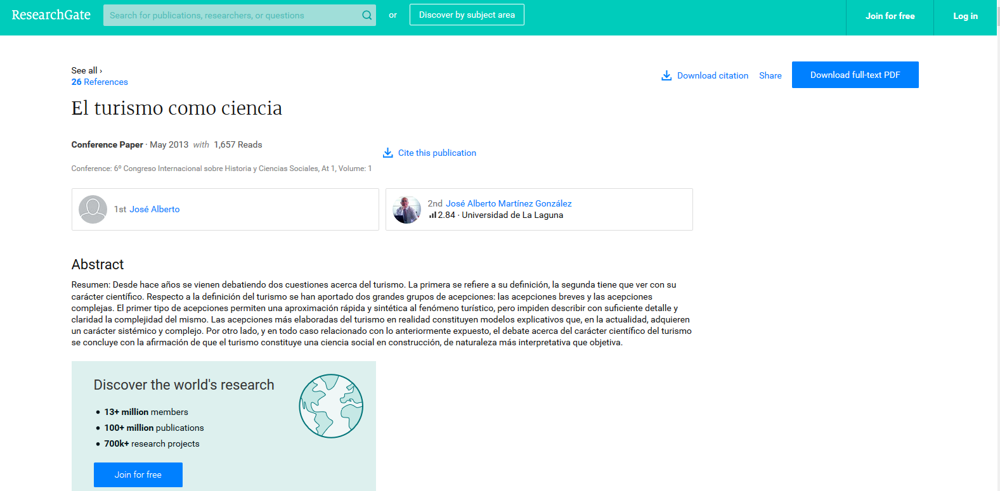 ResearchGate
Search for publications, researchers, or questions
or
Discover by subject area
Join for free
Log in
See all ›
26 References
Download citation
Share
Download full-text PDF
El turismo como ciencia
Conference Paper · May 2013 with 1,657 Reads
Cite this publication
Conference: 6º Congreso Internacional sobre Historia y Ciencias Sociales, At 1, Volume: 1
1st José Alberto
2nd José Alberto Martínez González
2.84 · Universidad de La Laguna
Abstract
Resumen: Desde hace años se vienen debatiendo dos cuestiones acerca del turismo. La primera se refiere a su definición, la segunda tiene que ver con su
carácter científico. Respecto a la definición del turismo se han aportado dos grandes grupos de acepciones: las acepciones breves y las acepciones
complejas. El primer tipo de acepciones permiten una aproximación rápida y sintética al fenómeno turístico, pero impiden describir con suficiente detalle y
claridad la complejidad del mismo. Las acepciones más elaboradas del turismo en realidad constituyen modelos explicativos que, en la actualidad, adquieren
un carácter sistémico y complejo. Por otro lado, y en todo caso relacionado con lo anteriormente expuesto, el debate acerca del carácter científico del turismo
se concluye con la afirmación de que el turismo constituye una ciencia social en construcción, de naturaleza más interpretativa que objetiva.
Discover the world's research
• 13+ million members
• 100+ million publications
• 700k+ research projects
Join for free